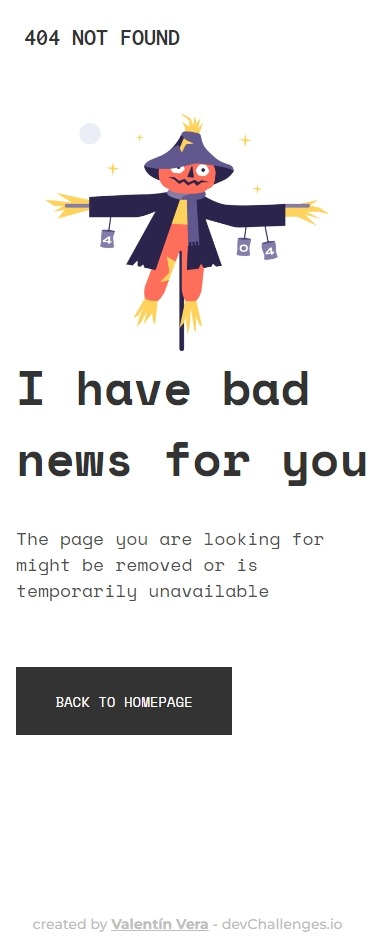 404 NOT FOUND
4
0
4
I have bad
news for you
The page you are looking for
might be removed or is
temporarily unavailable
BACK TO HOMEPAGE
created by Valentín Vera - devChallenges.io